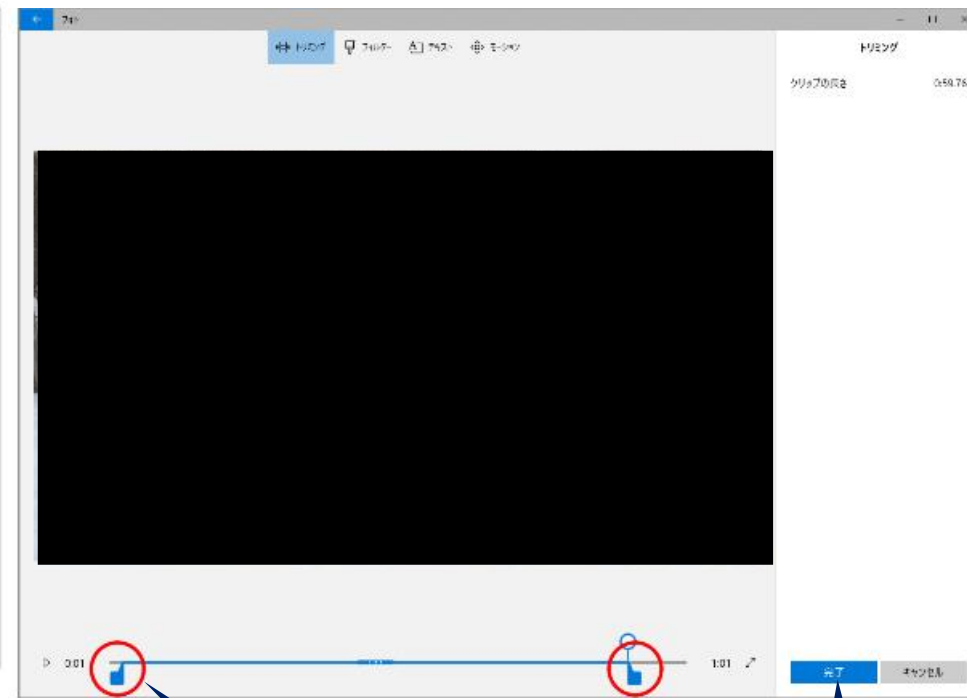 フォト
トリミング フィルター テキスト モーション
トリミング
クリップの長さ 0:59.76
0:01
1:01
完了 キャンセル